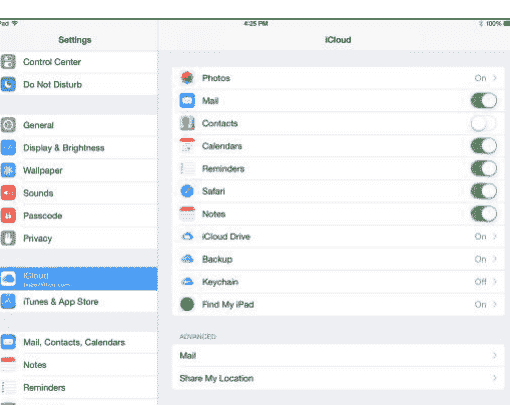 Pad
4:25 PM
100%
Settings
iCloud
Control Center
Do Not Disturb
General
Display & Brightness
Wallpaper
Sounds
Passcode
Privacy
iCloud
iTunes & App Store
Mail, Contacts, Calendars
Notes
Reminders
Photos On
Mail
Contacts
Calendars
Reminders
Safari
Notes
iCloud Drive On
Backup On
Keychain Off
Find My iPad On
ADVANCED
Mail
Share My Location